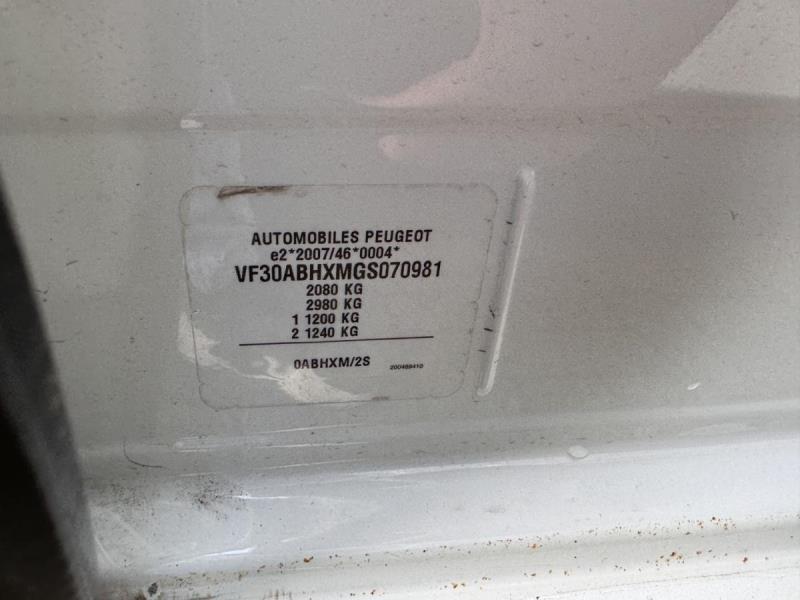 AUTOMOBILES PEUGEOT
e2*2007/46*0004*
VF30ABHXMGS070981
2080 KG
2980 KG
1 1200 KG
2 1240 KG
0ABHXM/2S
200469410